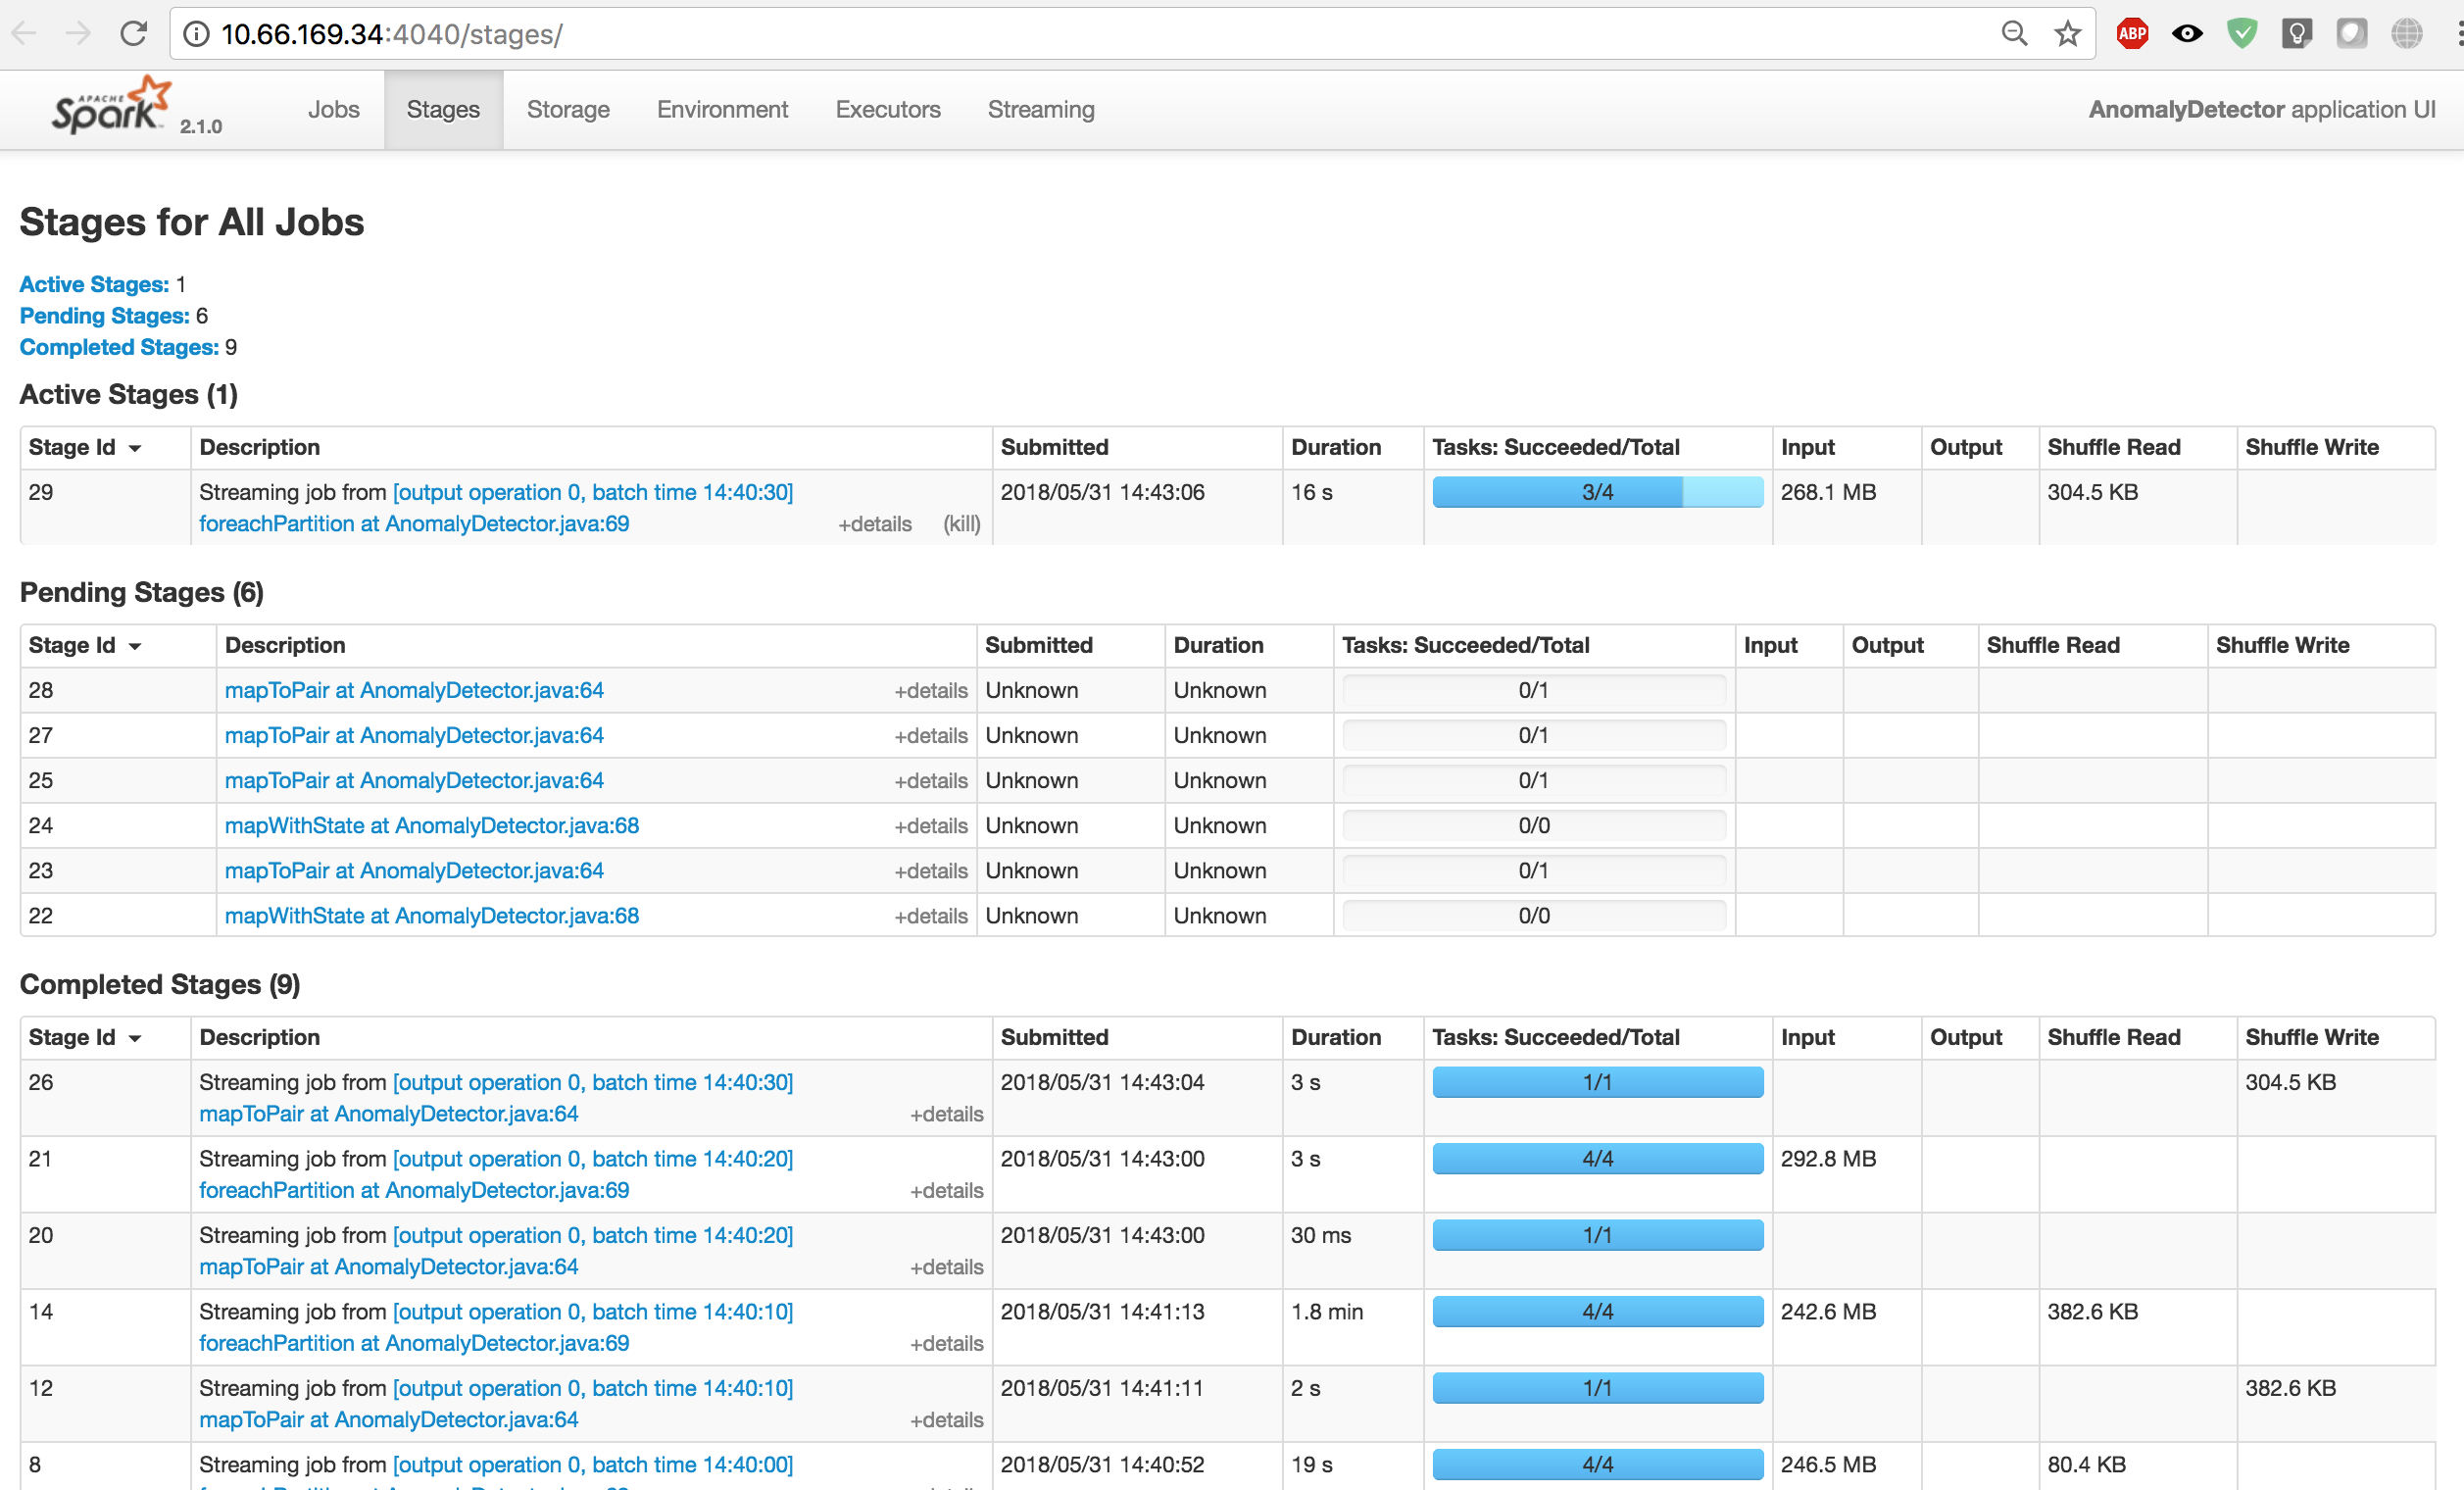 10.66.169.34:4040/stages/
ABP
APACHE Spark 2.1.0 Jobs Stages Storage Environment Executors Streaming AnomalyDetector application UI
Stages for All Jobs
Active Stages: 1
Pending Stages: 6
Completed Stages: 9
Active Stages (1)
Stage Id Description Submitted Duration Tasks: Succeeded/Total Input Output Shuffle Read Shuffle Write
29 Streaming job from [output operation 0, batch time 14:40:30] 2018/05/31 14:43:06 16 s 3/4 268.1 MB 304.5 KB
foreachPartition at AnomalyDetector.java:69 +details (kill)
Pending Stages (6)
Stage Id Description Submitted Duration Tasks: Succeeded/Total Input Output Shuffle Read Shuffle Write
28 mapToPair at AnomalyDetector.java:64 +details Unknown Unknown 0/1
27 mapToPair at AnomalyDetector.java:64 +details Unknown Unknown 0/1
25 mapToPair at AnomalyDetector.java:64 +details Unknown Unknown 0/1
24 mapWithState at AnomalyDetector.java:68 +details Unknown Unknown 0/0
23 mapToPair at AnomalyDetector.java:64 +details Unknown Unknown 0/1
22 mapWithState at AnomalyDetector.java:68 +details Unknown Unknown 0/0
Completed Stages (9)
Stage Id Description Submitted Duration Tasks: Succeeded/Total Input Output Shuffle Read Shuffle Write
26 Streaming job from [output operation 0, batch time 14:40:30] 2018/05/31 14:43:04 3 s 1/1 304.5 KB
mapToPair at AnomalyDetector.java:64 +details
21 Streaming job from [output operation 0, batch time 14:40:20] 2018/05/31 14:43:00 3 s 4/4 292.8 MB
foreachPartition at AnomalyDetector.java:69 +details
20 Streaming job from [output operation 0, batch time 14:40:20] 2018/05/31 14:43:00 30 ms 1/1
mapToPair at AnomalyDetector.java:64 +details
14 Streaming job from [output operation 0, batch time 14:40:10] 2018/05/31 14:41:13 1.8 min 4/4 242.6 MB 382.6 KB
foreachPartition at AnomalyDetector.java:69 +details
12 Streaming job from [output operation 0, batch time 14:40:10] 2018/05/31 14:41:11 2 s 1/1 382.6 KB
mapToPair at AnomalyDetector.java:64 +details
8 Streaming job from [output operation 0, batch time 14:40:00] 2018/05/31 14:40:52 19 s 4/4 246.5 MB 80.4 KB